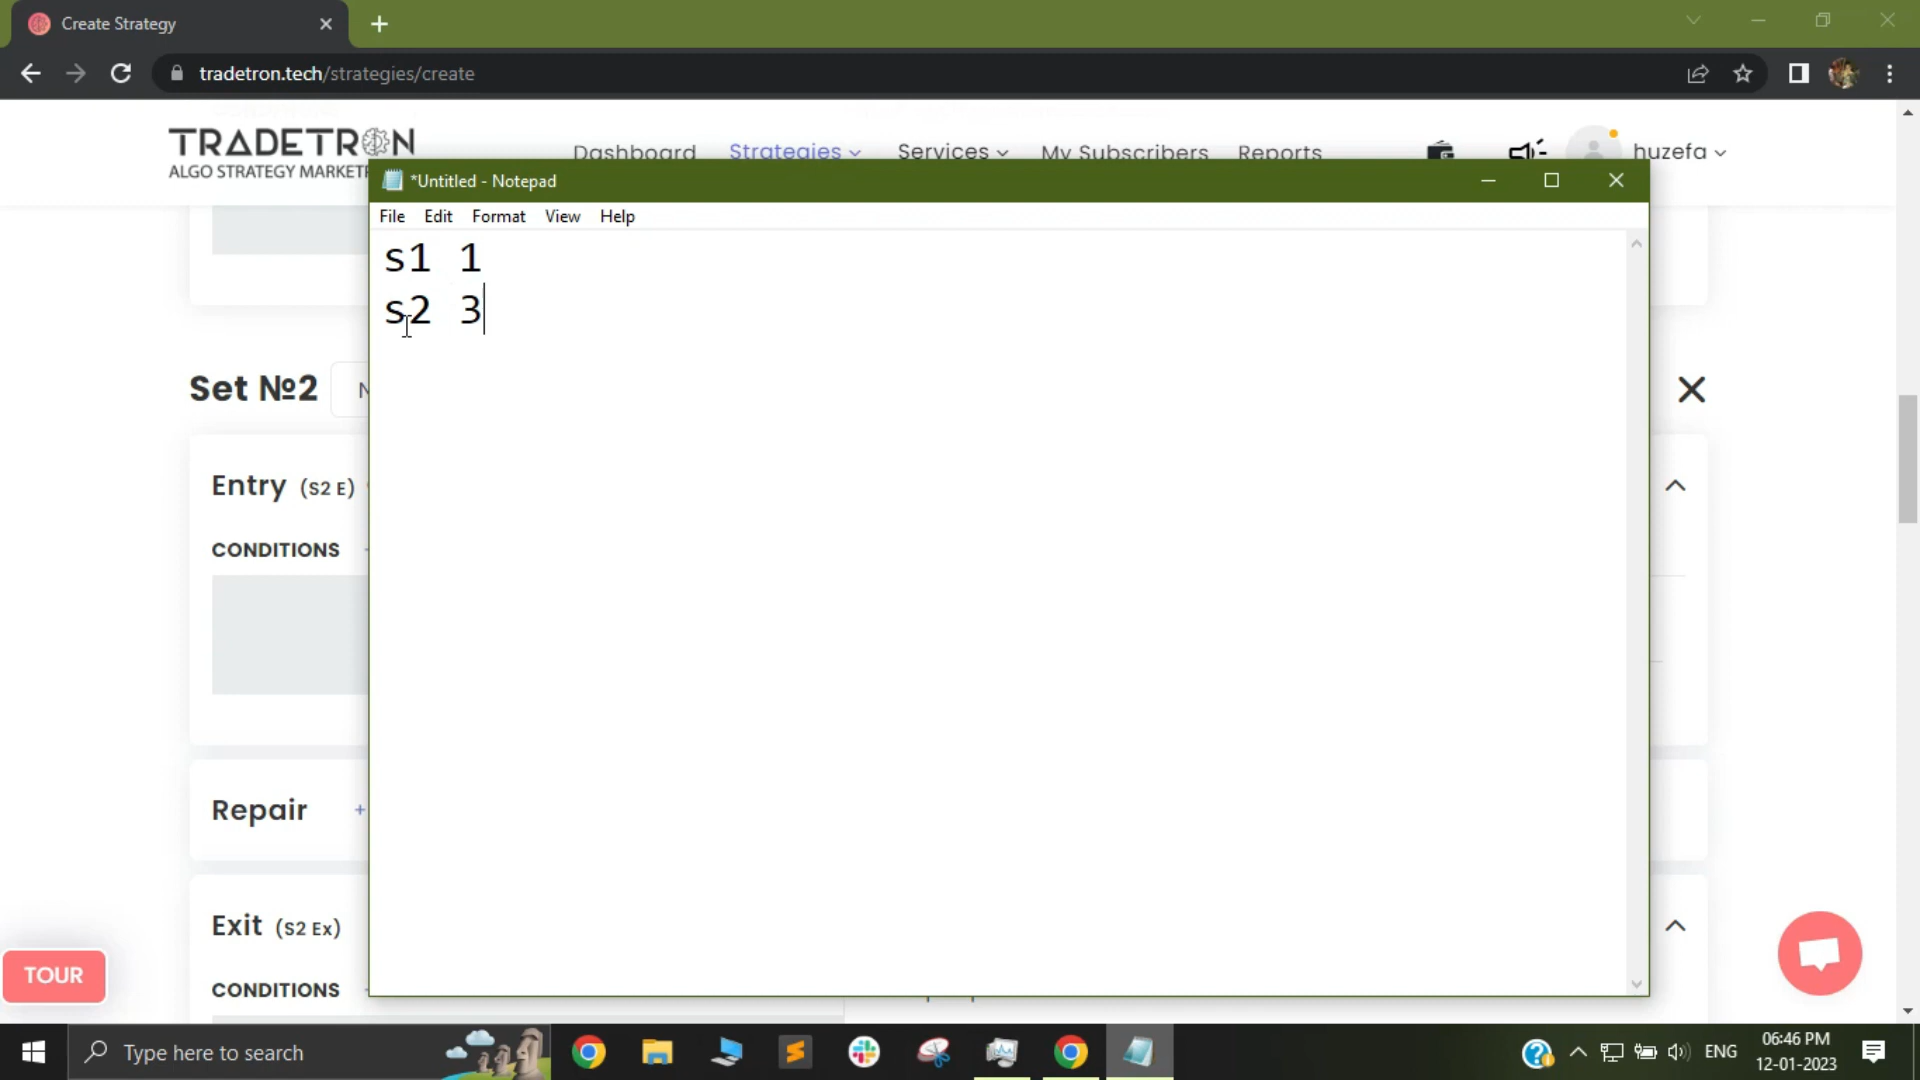 Create Strategy
tradetron.tech/strategies/create
TRADETRON
ALGO STRATEGY MARKET
Dashboard Strategies Services My Subscribers Reports huzefa
*Untitled - Notepad
File Edit Format View Help
s1 1
s2 3
Set №2 N
Entry (S2 E)
CONDITIONS
Repair +
Exit (S2 Ex)
TOUR
CONDITIONS
Type here to search
ENG
06:46 PM
12-01-2023